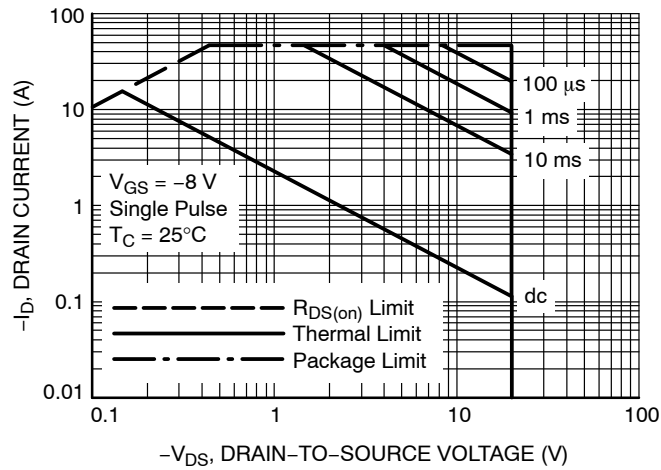 100
10
1
0.1
0.01
-I_D, DRAIN CURRENT (A)
V_GS = −8 V
Single Pulse
T_C = 25°C
100 µs
1 ms
10 ms
dc
R_DS(on) Limit
Thermal Limit
Package Limit
0.1
1
10
100
-V_DS, DRAIN−TO−SOURCE VOLTAGE (V)